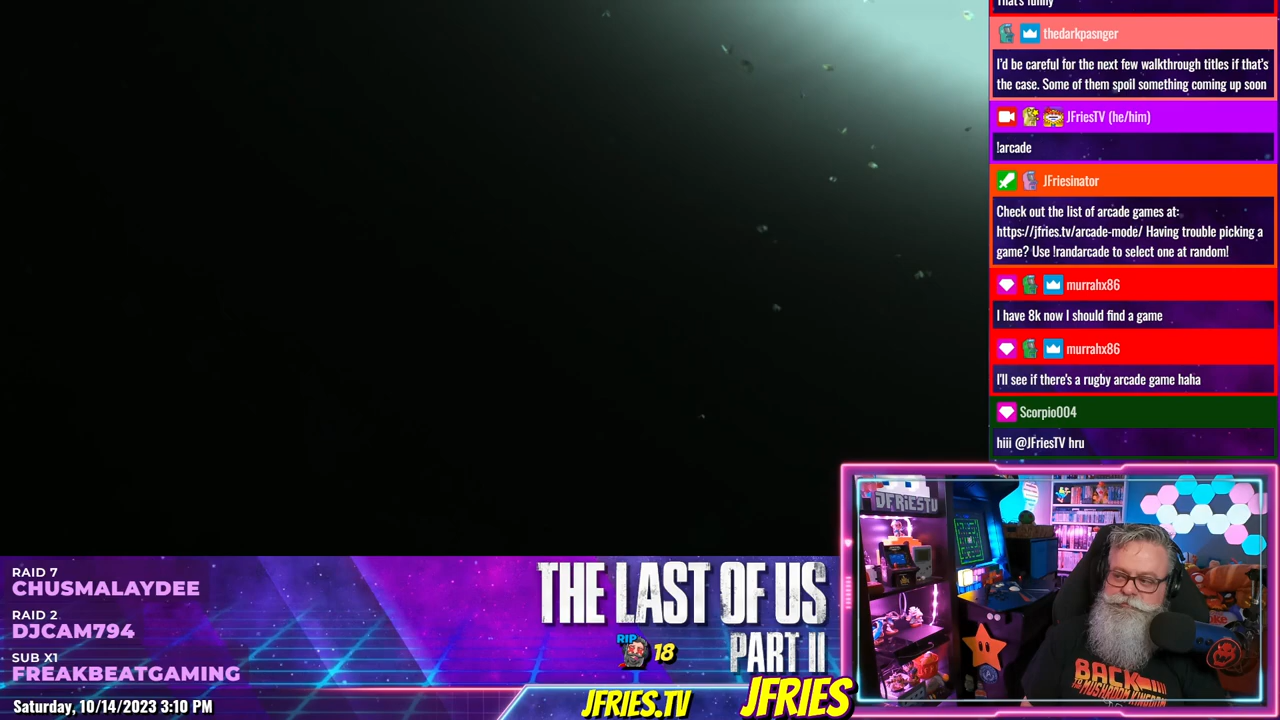 That's funny
thedarkpasnger
I'd be careful for the next few walkthrough titles if that's
the case. Some of them spoil something coming up soon
JFriesTV (he/him)
!arcade
JFriesinator
Check out the list of arcade games at:
https://jfries.tv/arcade-mode/ Having trouble picking a
game? Use !randarcade to select one at random!
murrahx86
I have 8k now I should find a game
murrahx86
I'll see if there's a rugby arcade game haha
Scorpio004
hiii @JFriesTV hru
JFRIESTV
BACK
TO THE MUSHROOM KINGDOM
RAID 7
CHUSMALAYDEE
RAID 2
DJCAM794
SUB X1
FREAKBEATGAMING
THE LAST OF US
PART II
RIP
18
JFRIES.TV
JFRIES
Saturday, 10/14/2023 3:10 PM